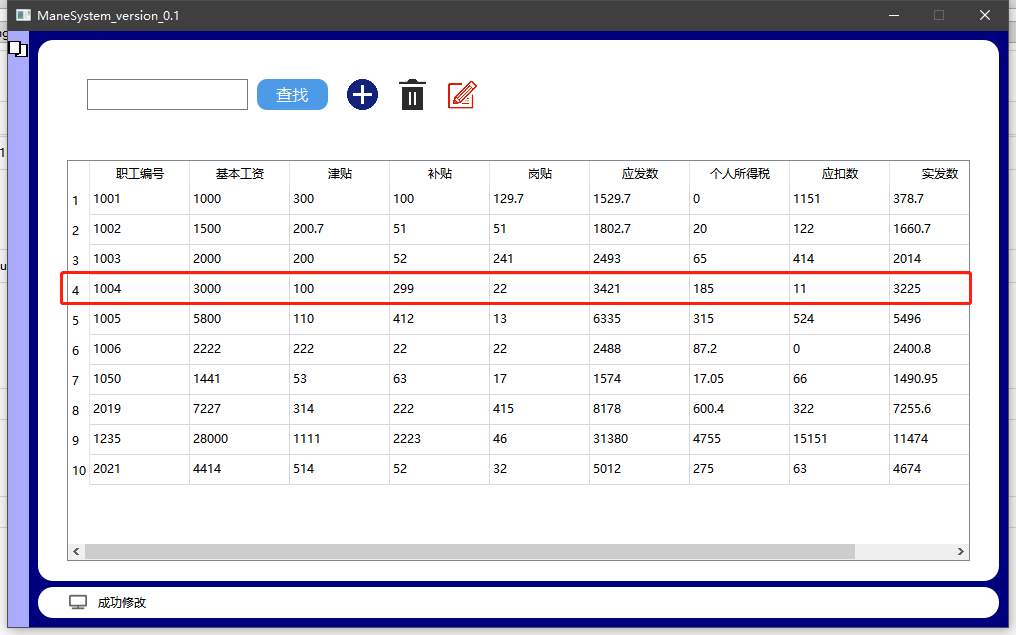 ManeSystem_version_0.1
查找
职工编号 基本工资 津贴 补贴 岗贴 应发数 个人所得税 应扣数 实发数
1 1001 1000 300 100 129.7 1529.7 0 1151 378.7
2 1002 1500 200.7 51 51 1802.7 20 122 1660.7
3 1003 2000 200 52 241 2493 65 414 2014
4 1004 3000 100 299 22 3421 185 11 3225
5 1005 5800 110 412 13 6335 315 524 5496
6 1006 2222 222 22 22 2488 87.2 0 2400.8
7 1050 1441 53 63 17 1574 17.05 66 1490.95
8 2019 7227 314 222 415 8178 600.4 322 7255.6
9 1235 28000 1111 2223 46 31380 4755 15151 11474
10 2021 4414 514 52 32 5012 275 63 4674
成功修改